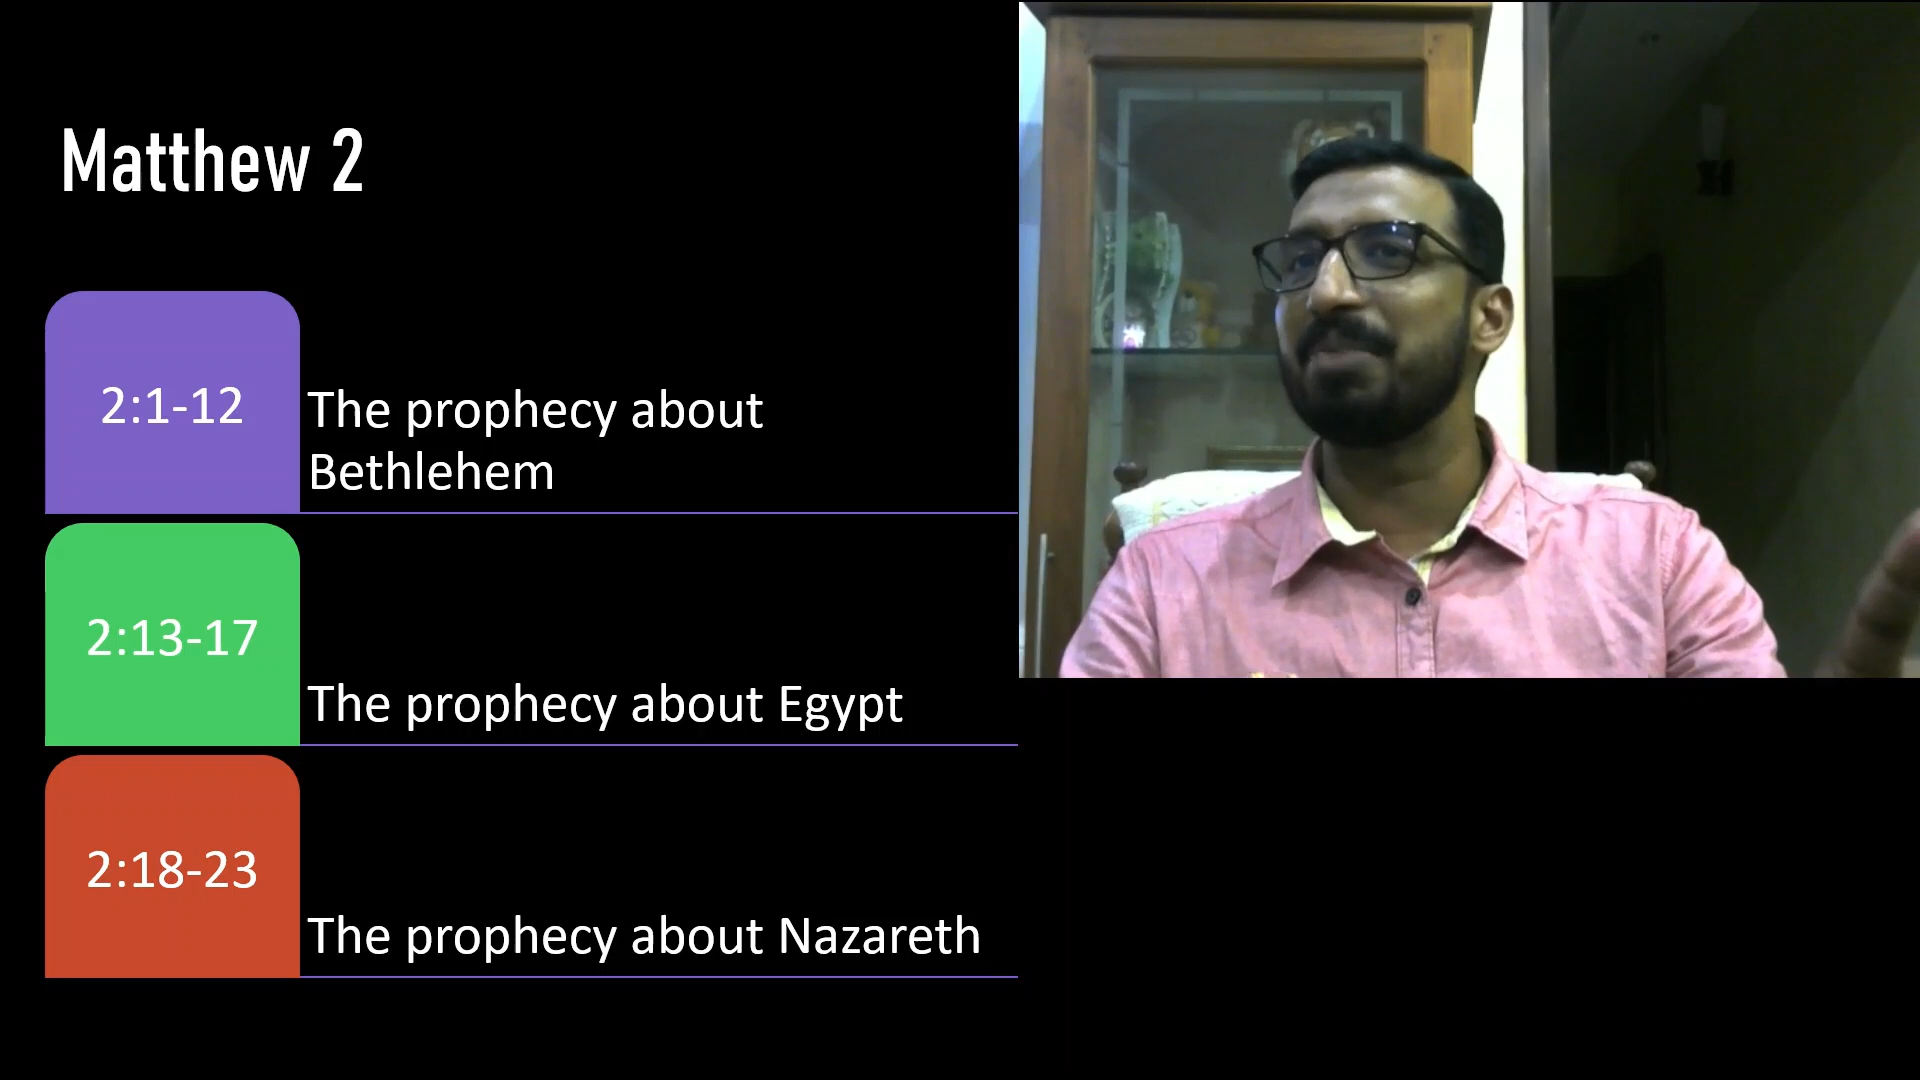 Matthew 2
2:1-12
The prophecy about
Bethlehem
2:13-17
The prophecy about Egypt
2:18-23
The prophecy about Nazareth